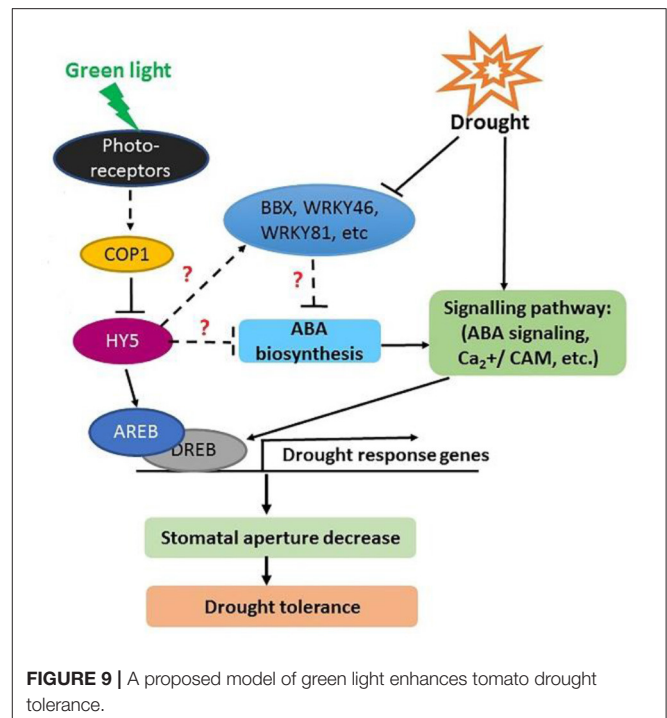 Green light
Drought
Photo-
receptors
BBX, WRKY46,
WRKY81, etc
COP1
?
?
Signalling pathway:
(ABA signaling,
Ca₂+/ CAM, etc.)
?
HY5
ABA
biosynthesis
AREB
DREB
Drought response genes
Stomatal aperture decrease
Drought tolerance
FIGURE 9 | A proposed model of green light enhances tomato drought
tolerance.